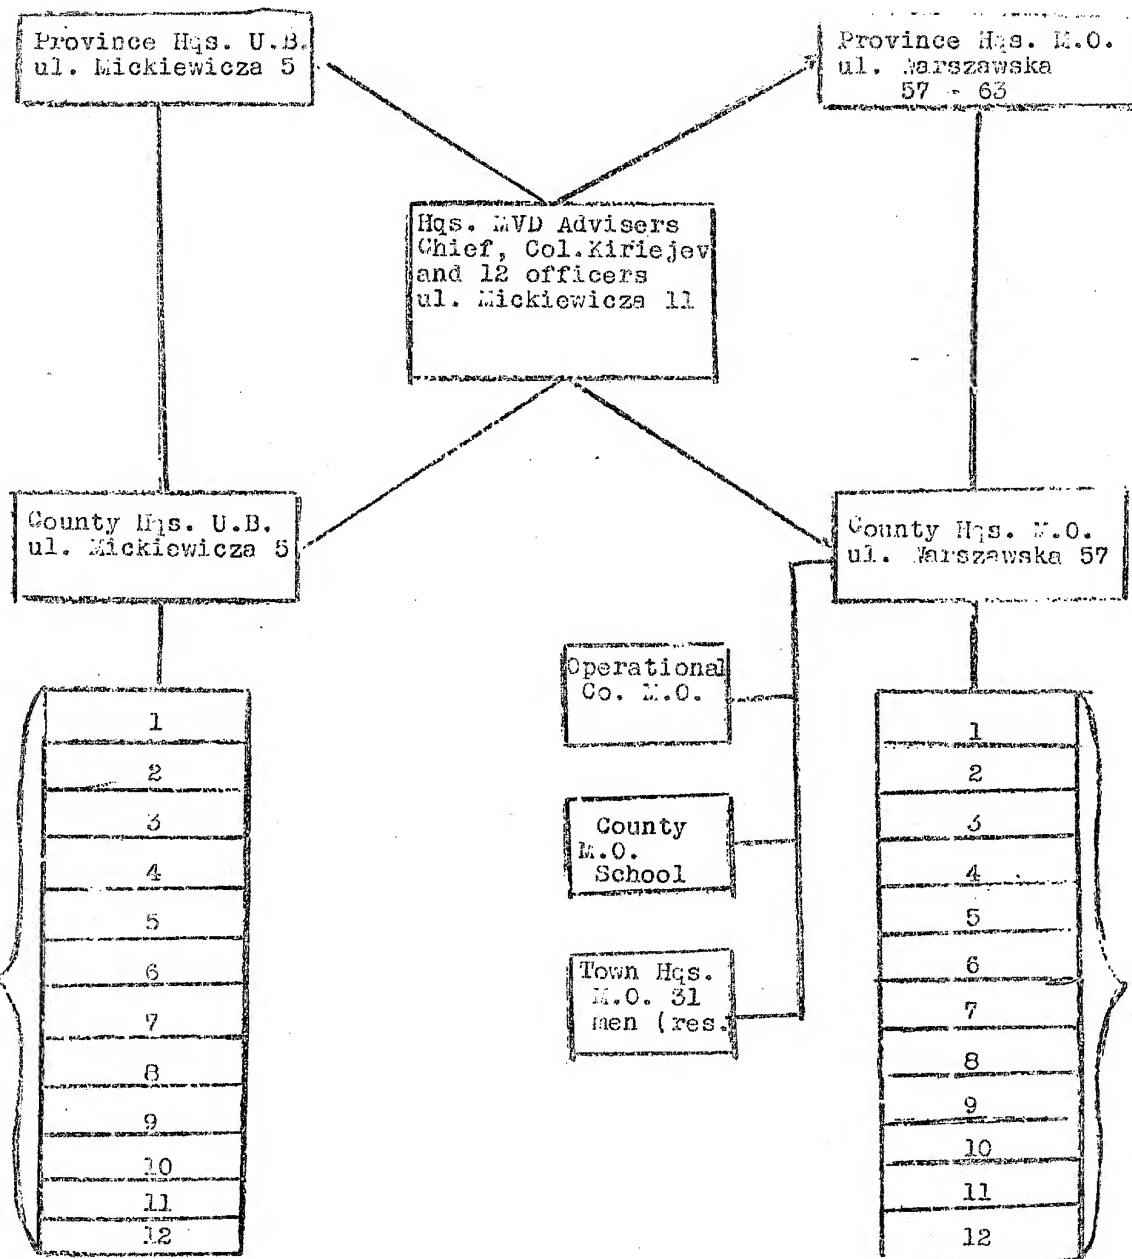 Province Hqs. U.B.
ul. Mickiewicza 5
Province Hqs. M.O.
ul. Warszawska
57 - 63
Hqs. MVD Advisers
Chief, Col.Kiriejev
and 12 officers
ul. Mickiewicza 11
County Hqs. U.B.
ul. Mickiewicza 5
County Hqs. M.O.
ul. Warszawska 57
Operational
Co. M.O.
County
M.O.
School
Town Hqs.
M.O. 31
men (res.
1
2
3
4
5
6
7
8
9
10
11
12
1
2
3
4
5
6
7
8
9
10
11
12